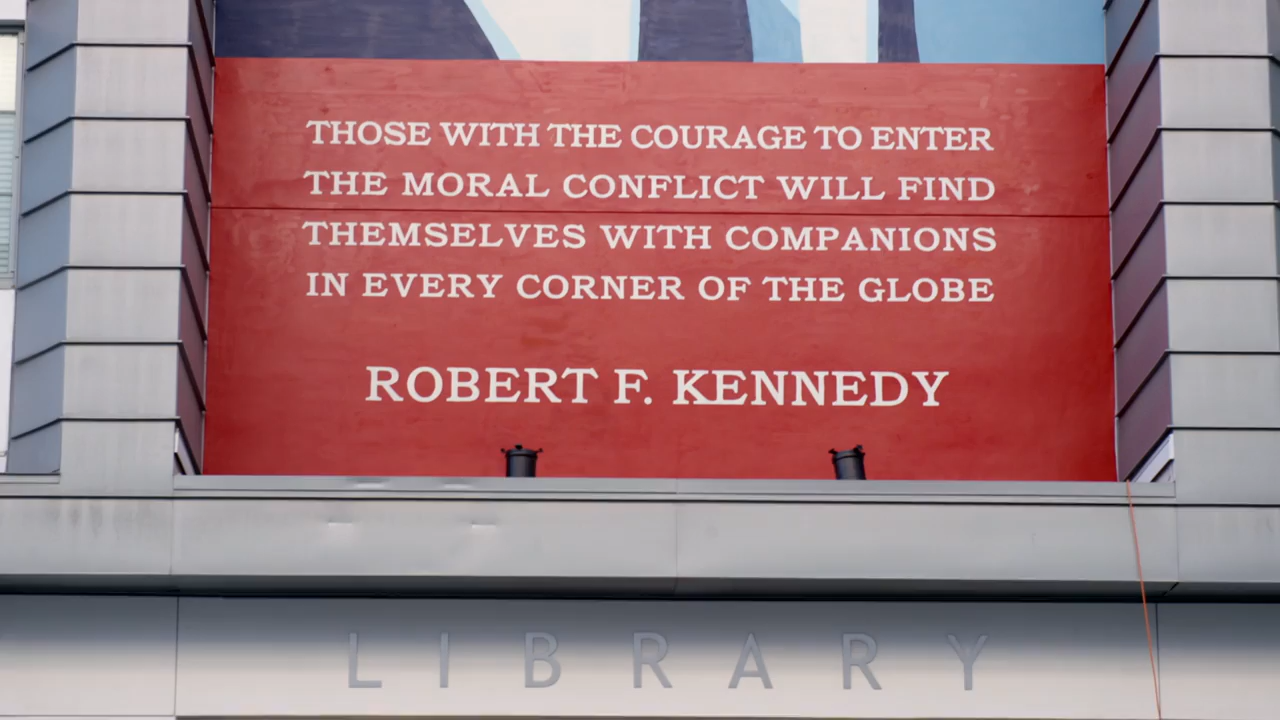 THOSE WITH THE COURAGE TO ENTER
THE MORAL CONFLICT WILL FIND
THEMSELVES WITH COMPANIONS
IN EVERY CORNER OF THE GLOBE
ROBERT F. KENNEDY
LIBRARY